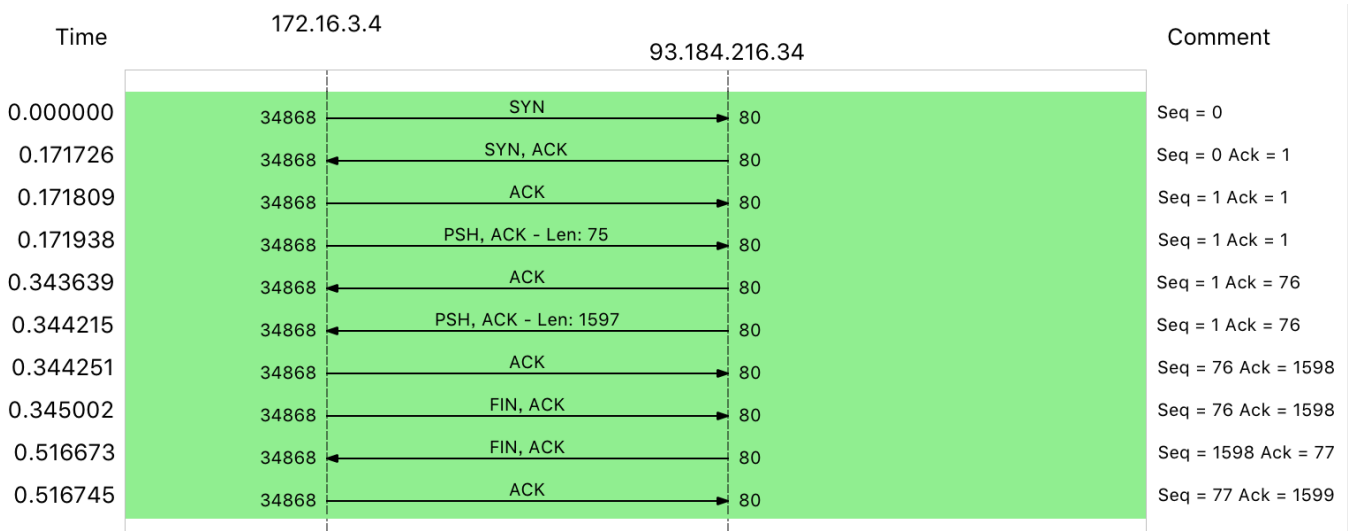 172.16.3.4
Time
Comment
93.184.216.34
0.000000 34868 SYN 80 Seq = 0
0.171726 34868 SYN, ACK 80 Seq = 0 Ack = 1
0.171809 34868 ACK 80 Seq = 1 Ack = 1
0.171938 34868 PSH, ACK - Len: 75 80 Seq = 1 Ack = 1
0.343639 34868 ACK 80 Seq = 1 Ack = 76
0.344215 34868 PSH, ACK - Len: 1597 80 Seq = 1 Ack = 76
0.344251 34868 ACK 80 Seq = 76 Ack = 1598
0.345002 34868 FIN, ACK 80 Seq = 76 Ack = 1598
0.516673 34868 FIN, ACK 80 Seq = 1598 Ack = 77
0.516745 34868 ACK 80 Seq = 77 Ack = 1599